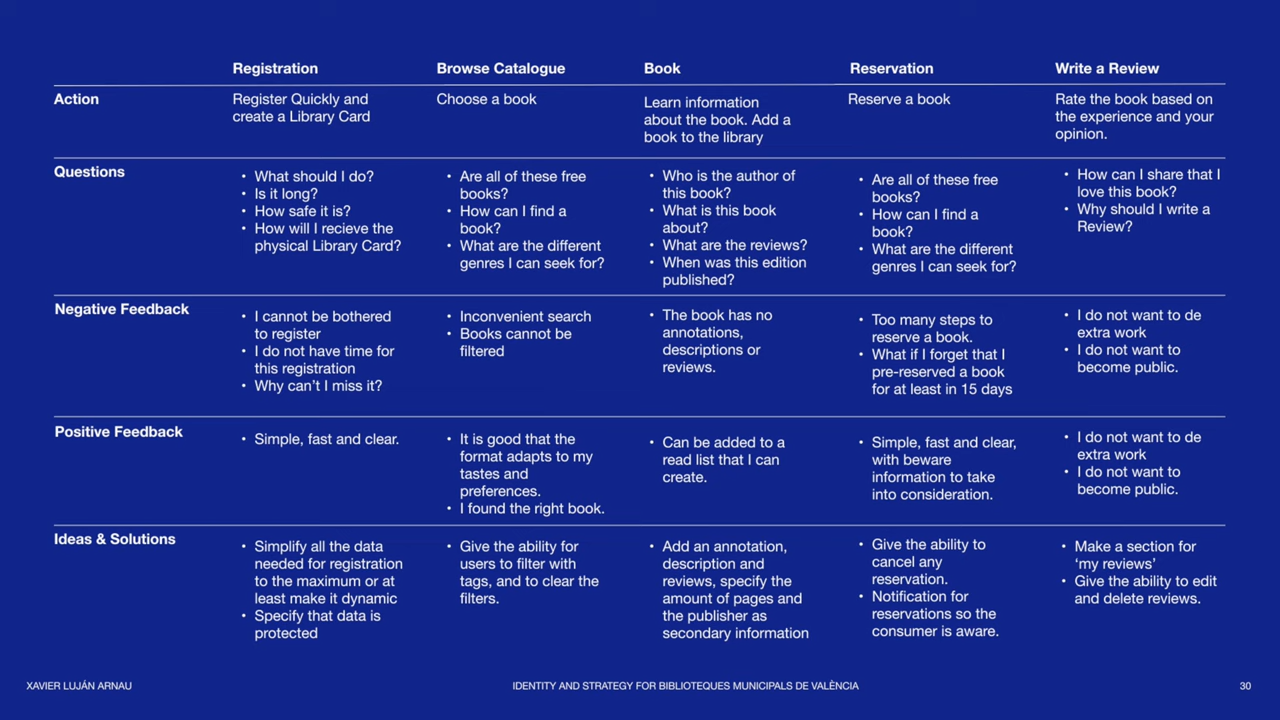 Registration
Browse Catalogue
Book
Reservation
Write a Review
Action
Register Quickly and
create a Library Card
Choose a book
Learn information
about the book. Add a
book to the library
Reserve a book
Rate the book based on
the experience and your
opinion.
Questions
• What should I do?
• Is it long?
• How safe it is?
• How will I recieve the
physical Library Card?
• Are all of these free
books?
• How can I find a
book?
• What are the different
genres I can seek for?
• Who is the author of
this book?
• What is this book
about?
• What are the reviews?
• When was this edition
published?
• Are all of these free
books?
• How can I find a
book?
• What are the different
genres I can seek for?
• How can I share that I
love this book?
• Why should I write a
Review?
Negative Feedback
• I cannot be bothered
to register
• I do not have time for
this registration
• Why can't I miss it?
• Inconvenient search
• Books cannot be
filtered
• The book has no
annotations,
descriptions or
reviews.
• Too many steps to
reserve a book.
• What if I forget that I
pre-reserved a book
for at least in 15 days
• I do not want to de
extra work
• I do not want to
become public.
Positive Feedback
• Simple, fast and clear.
• It is good that the
format adapts to my
tastes and
preferences.
• I found the right book.
• Can be added to a
read list that I can
create.
• Simple, fast and clear,
with beware
information to take
into consideration.
• I do not want to de
extra work
• I do not want to
become public.
Ideas & Solutions
• Simplify all the data
needed for registration
to the maximum or at
least make it dynamic
• Specify that data is
protected
• Give the ability for
users to filter with
tags, and to clear the
filters.
• Add an annotation,
description and
reviews, specify the
amount of pages and
the publisher as
secondary information
• Give the ability to
cancel any
reservation.
• Notification for
reservations so the
consumer is aware.
• Make a section for
'my reviews'
• Give the ability to edit
and delete reviews.
XAVIER LUJÁN ARNAU
IDENTITY AND STRATEGY FOR BIBLIOTEQUES MUNICIPALS DE VALÈNCIA
30